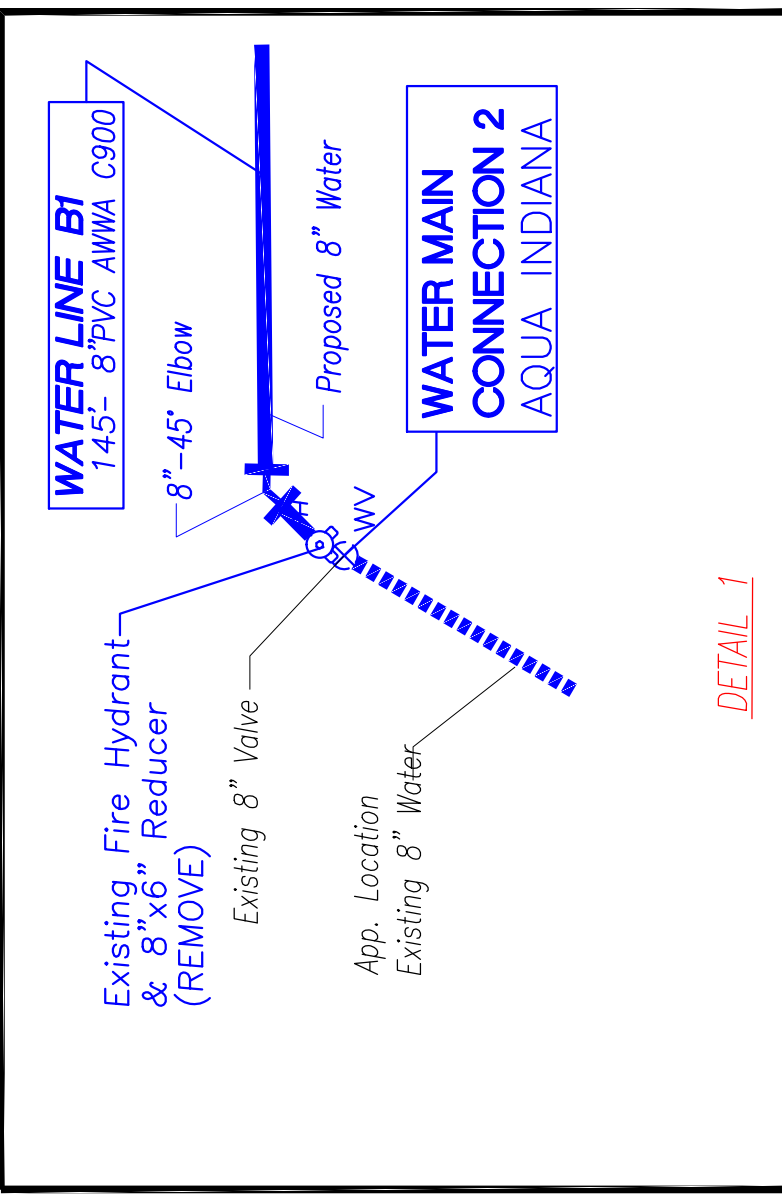 WATER LINE B1
145'- 8"PVC AWWA C900
8"-45° Elbow
Proposed 8" Water
WATER MAIN
CONNECTION 2
AQUA INDIANA
WV
Existing Fire Hydrant
& 8"x6" Reducer
(REMOVE)
Existing 8" Valve
App. Location
Existing 8" Water
DETAIL 1